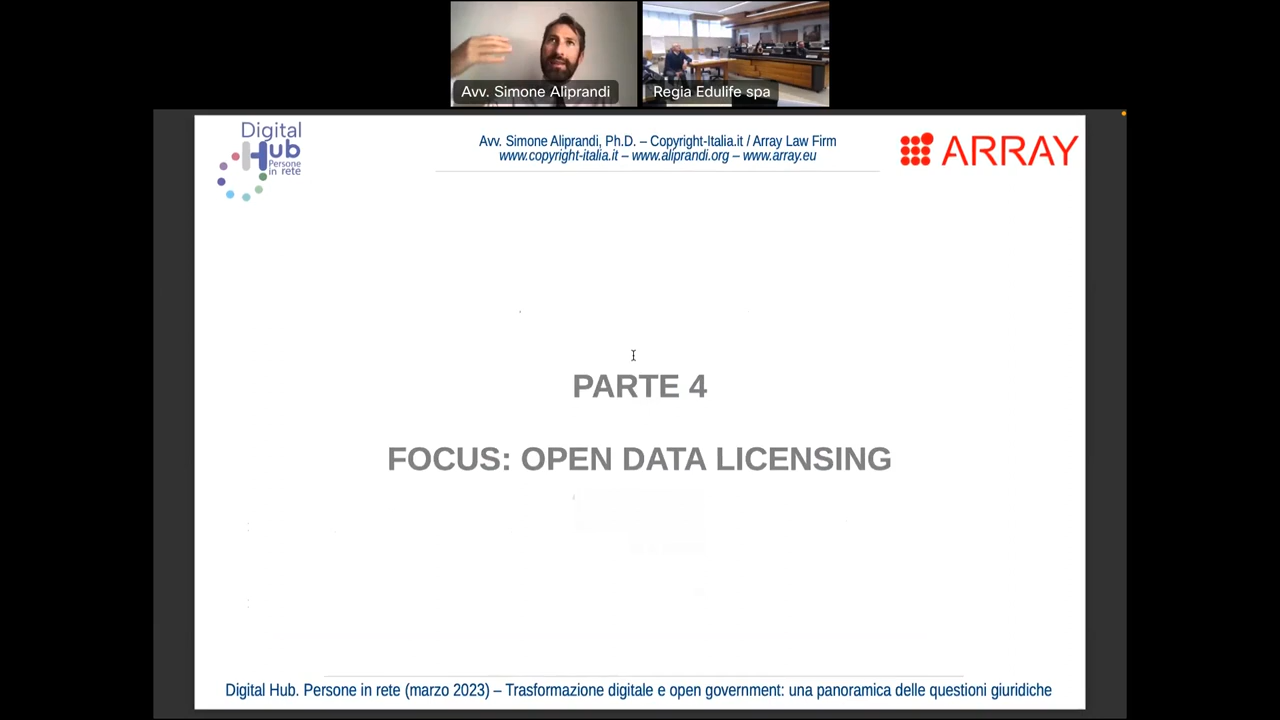 Avv. Simone Aliprandi
Regia Edulife spa
Digital
Hub
Persone
in rete
Avv. Simone Aliprandi, Ph.D. – Copyright-Italia.it / Array Law Firm
www.copyright-italia.it – www.aliprandi.org – www.array.eu
ARRAY
PARTE 4
FOCUS: OPEN DATA LICENSING
Digital Hub. Persone in rete (marzo 2023) – Trasformazione digitale e open government: una panoramica delle questioni giuridiche